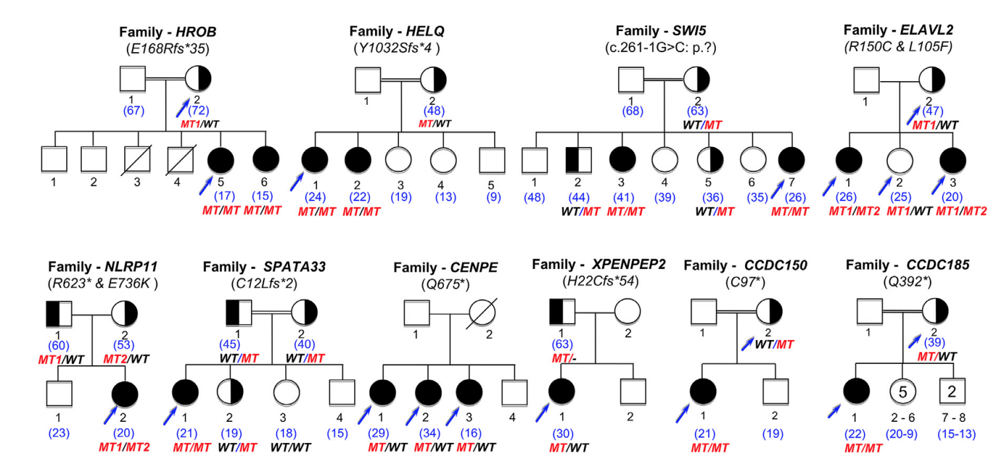 Family - HROB
(E168Rfs*35)
1
(67)
2
(72)
MT1/WT
1
2
3
4
5
(17)
MT/MT
6
(15)
MT/MT
Family - HELQ
(Y1032Sfs*4 )
1
2
(48)
MT/WT
1
(24)
MT/MT
2
(22)
MT/MT
3
(19)
4
(13)
5
(9)
Family - SWI5
(c.261-1G>C: p.?)
1
(68)
2
(63)
WT/MT
1
(48)
2
(44)
WT/MT
3
(41)
MT/MT
4
(39)
5
(36)
WT/MT
6
(35)
7
(26)
MT/MT
Family - ELAVL2
(R150C & L105F)
1
2
(47)
MT1/WT
1
(26)
MT1/MT2
2
(25)
MT1/WT
3
(20)
MT1/MT2
Family - NLRP11
(R623* & E736K )
1
(60)
MT1/WT
2
(53)
MT2/WT
1
(23)
2
(20)
MT1/MT2
Family - SPATA33
(C12Lfs*2)
1
(45)
WT/MT
2
(40)
WT/MT
1
(21)
MT/MT
2
(19)
WT/MT
3
(18)
WT/WT
4
(15)
Family - CENPE
(Q675*)
1
2
1
(29)
MT/WT
2
(34)
MT/WT
3
(16)
MT/WT
4
Family - XPENPEP2
(H22Cfs*54)
1
(63)
MT/-
2
1
(30)
MT/WT
2
Family - CCDC150
(C97*)
1
2
WT/MT
1
(21)
MT/MT
2
(19)
Family - CCDC185
(Q392*)
1
2
(39)
MT/WT
1
(22)
MT/MT
5
2 - 6
(20-9)
2
7 - 8
(15-13)